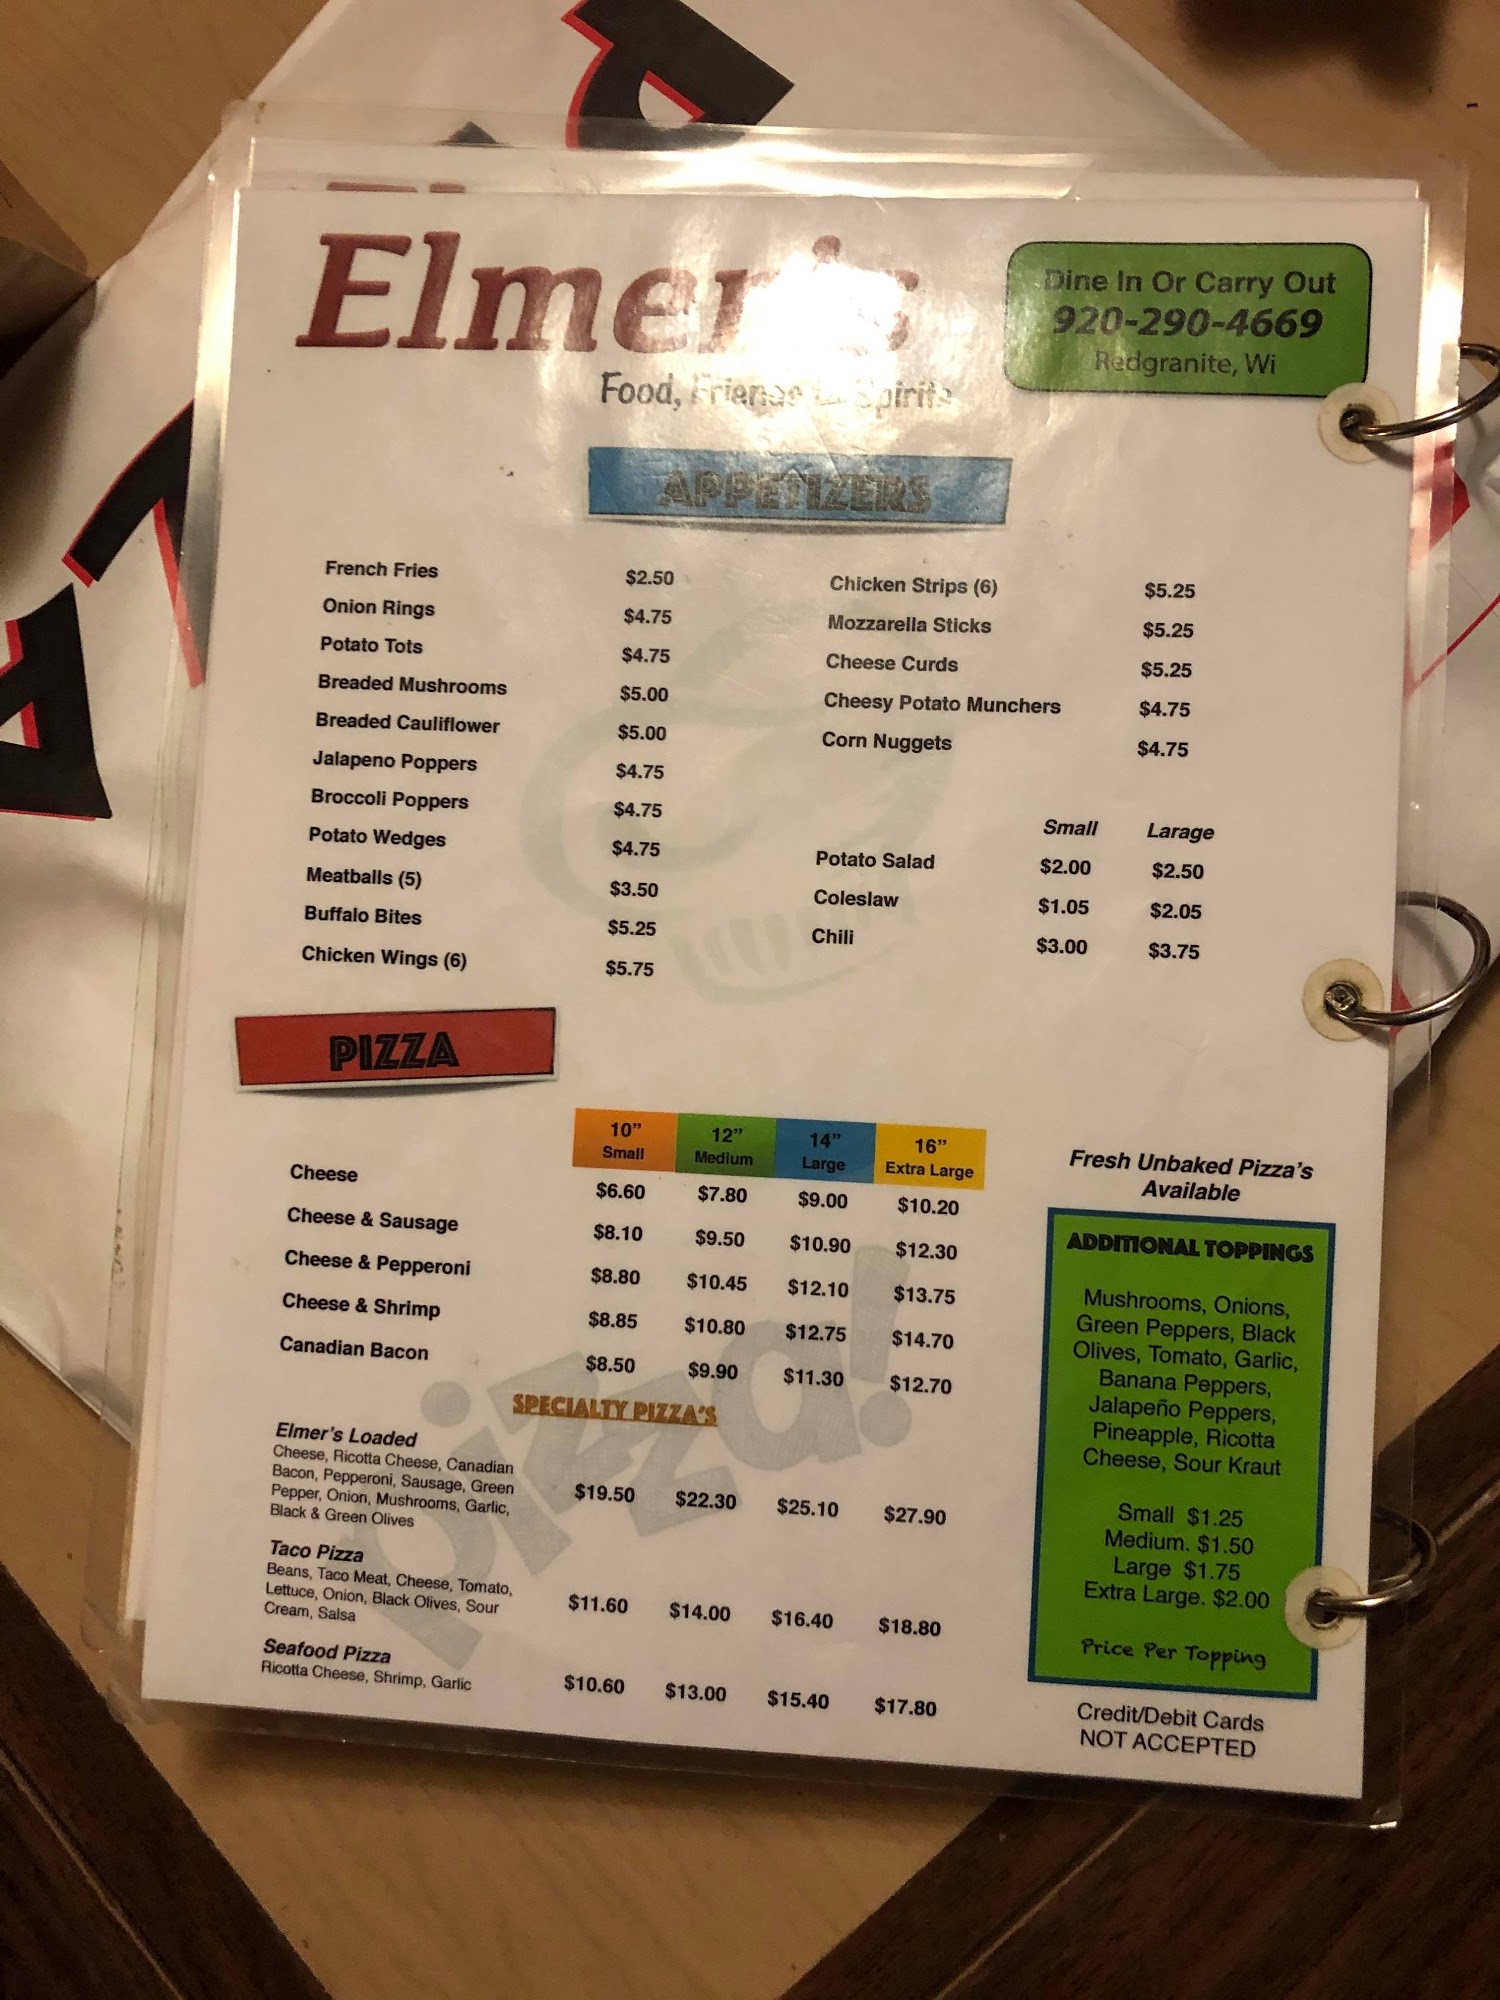 Elmer's
Food, Friends & Spirits
Dine In Or Carry Out
920-290-4669
Redgranite, Wi
APPETIZERS
French Fries $2.50
Onion Rings $4.75
Potato Tots $4.75
Breaded Mushrooms $5.00
Breaded Cauliflower $5.00
Jalapeno Poppers $4.75
Broccoli Poppers $4.75
Potato Wedges $4.75
Meatballs (5) $3.50
Buffalo Bites $5.25
Chicken Wings (6) $5.75
Chicken Strips (6) $5.25
Mozzarella Sticks $5.25
Cheese Curds $5.25
Cheesy Potato Munchers $4.75
Corn Nuggets $4.75
Small Larage
Potato Salad $2.00 $2.50
Coleslaw $1.05 $2.05
Chili $3.00 $3.75
PIZZA
10” 12” 14” 16”
Small Medium Large Extra Large
Cheese $6.60 $7.80 $9.00 $10.20
Cheese & Sausage $8.10 $9.50 $10.90 $12.30
Cheese & Pepperoni $8.80 $10.45 $12.10 $13.75
Cheese & Shrimp $8.85 $10.80 $12.75 $14.70
Canadian Bacon $8.50 $9.90 $11.30 $12.70
pizza!
SPECIALTY PIZZA'S
Elmer's Loaded
Cheese, Ricotta Cheese, Canadian
Bacon, Pepperoni, Sausage, Green
Pepper, Onion, Mushrooms, Garlic,
Black & Green Olives
$19.50 $22.30 $25.10 $27.90
Taco Pizza
Beans, Taco Meat, Cheese, Tomato,
Lettuce, Onion, Black Olives, Sour
Cream, Salsa
$11.60 $14.00 $16.40 $18.80
Seafood Pizza
Ricotta Cheese, Shrimp, Garlic
$10.60 $13.00 $15.40 $17.80
Fresh Unbaked Pizza's
Available
ADDITIONAL TOPPINGS
Mushrooms, Onions,
Green Peppers, Black
Olives, Tomato, Garlic,
Banana Peppers,
Jalapeño Peppers,
Pineapple, Ricotta
Cheese, Sour Kraut
Small $1.25
Medium. $1.50
Large $1.75
Extra Large. $2.00
Price Per Topping
Credit/Debit Cards
NOT ACCEPTED